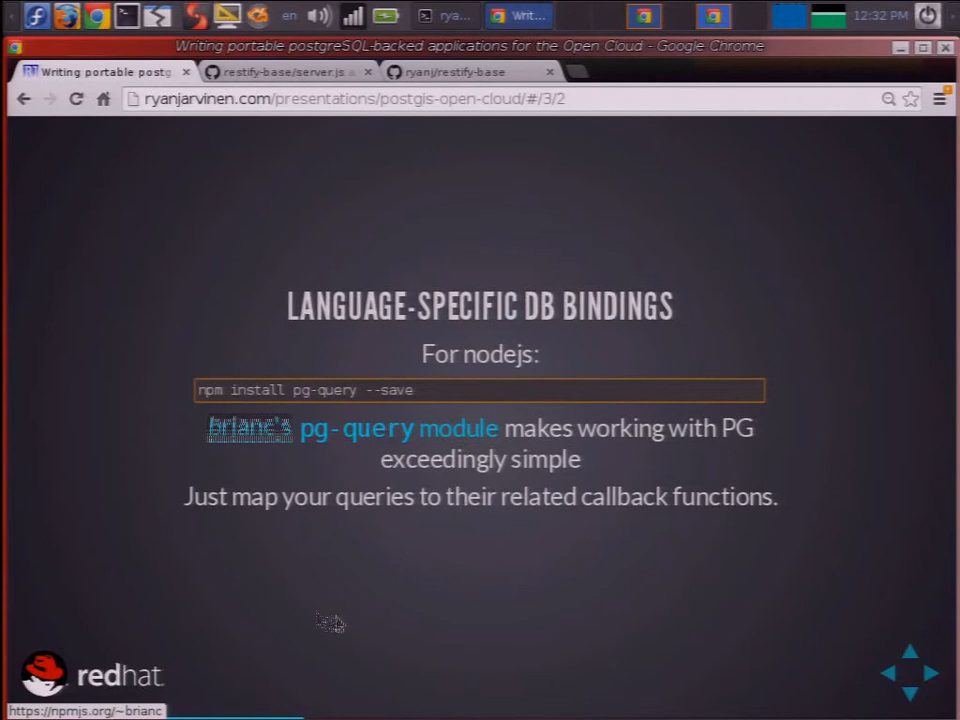 en
rya...
Writ...
12:32 PM
Writing portable postgreSQL-backed applications for the Open Cloud - Google Chrome
Writing portable postg
restify-base/server.js
ryanj/restify-base
ryanjarvinen.com/presentations/postgis-open-cloud/#/3/2
LANGUAGE-SPECIFIC DB BINDINGS
For nodejs:
npm install pg-query --save
brianc's pg-query module makes working with PG
exceedingly simple
Just map your queries to their related callback functions.
redhat.
https://npmjs.org/~brianc